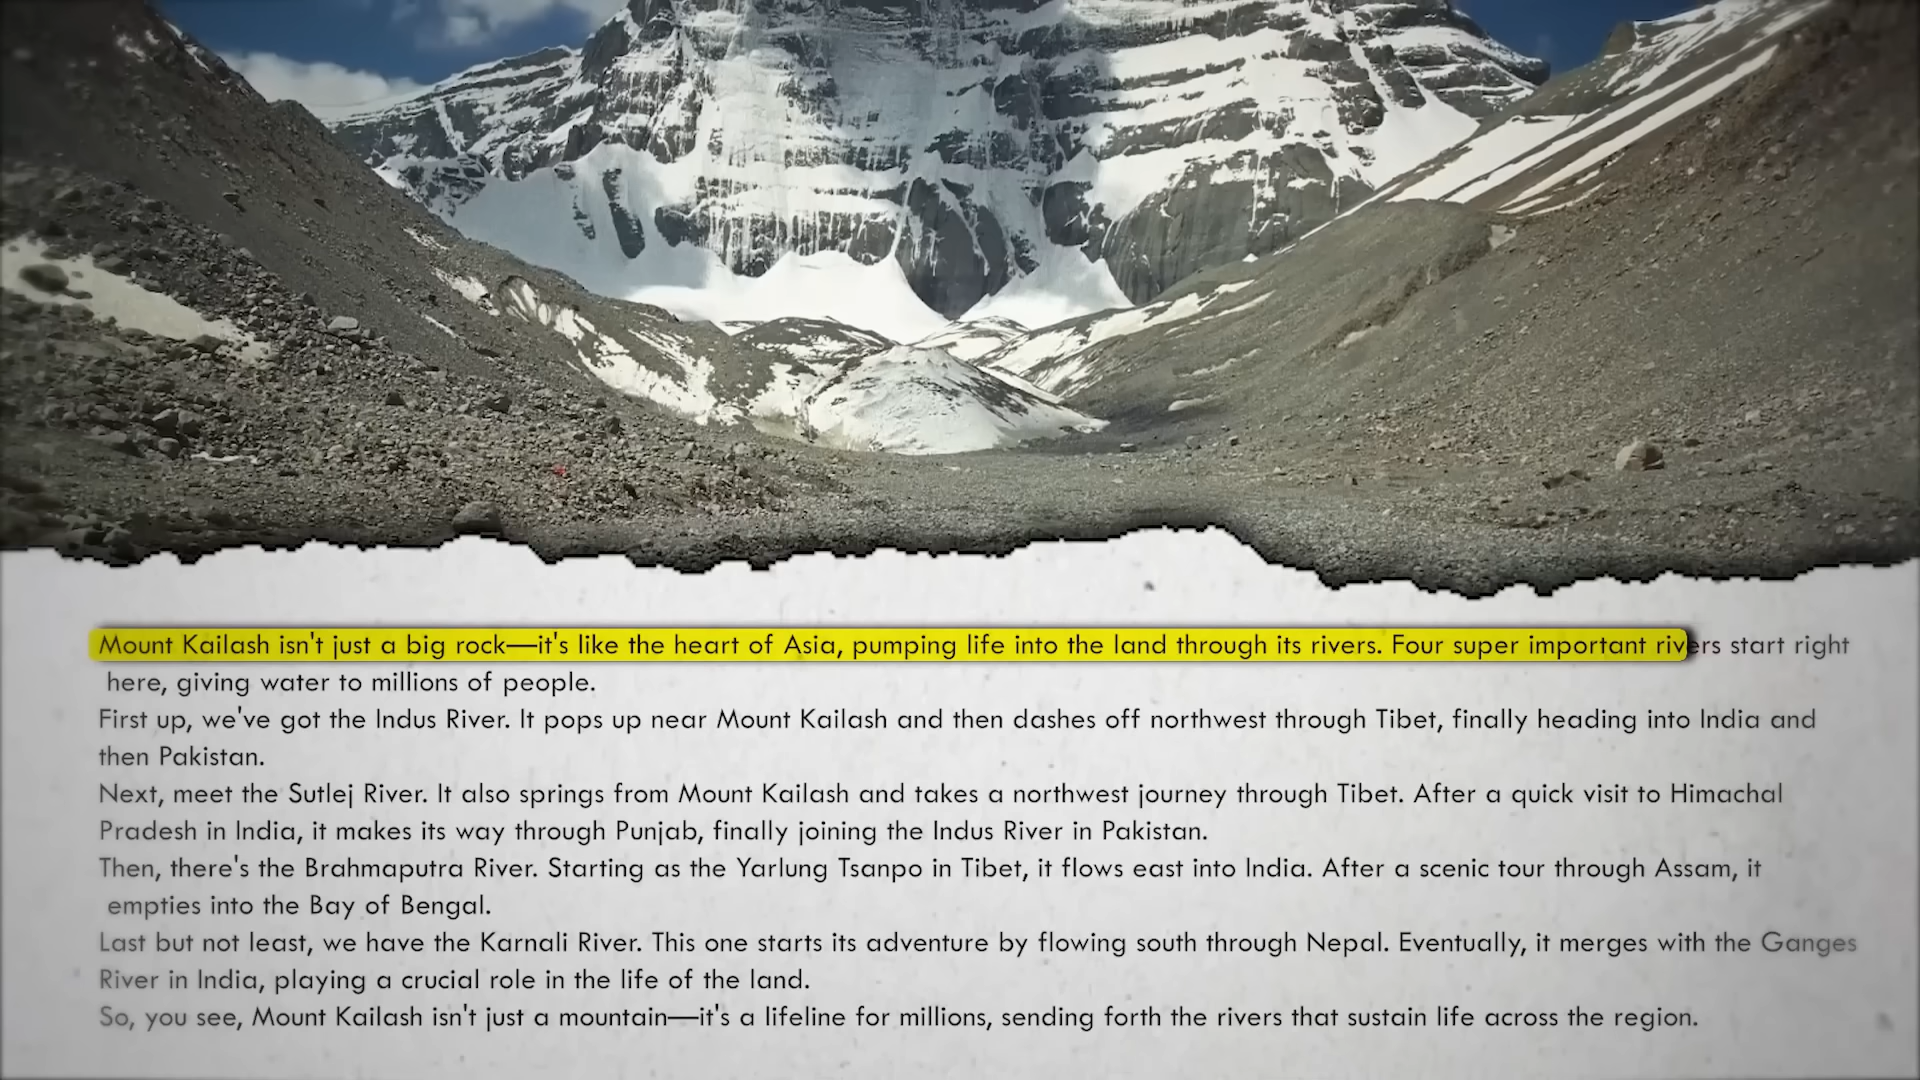 Mount Kailash isn't just a big rock—it's like the heart of Asia, pumping life into the land through its rivers. Four super important rivers start right
here, giving water to millions of people.
First up, we've got the Indus River. It pops up near Mount Kailash and then dashes off northwest through Tibet, finally heading into India and
then Pakistan.
Next, meet the Sutlej River. It also springs from Mount Kailash and takes a northwest journey through Tibet. After a quick visit to Himachal
Pradesh in India, it makes its way through Punjab, finally joining the Indus River in Pakistan.
Then, there's the Brahmaputra River. Starting as the Yarlung Tsanpo in Tibet, it flows east into India. After a scenic tour through Assam, it
empties into the Bay of Bengal.
Last but not least, we have the Karnali River. This one starts its adventure by flowing south through Nepal. Eventually, it merges with the Ganges
River in India, playing a crucial role in the life of the land.
So, you see, Mount Kailash isn't just a mountain—it's a lifeline for millions, sending forth the rivers that sustain life across the region.